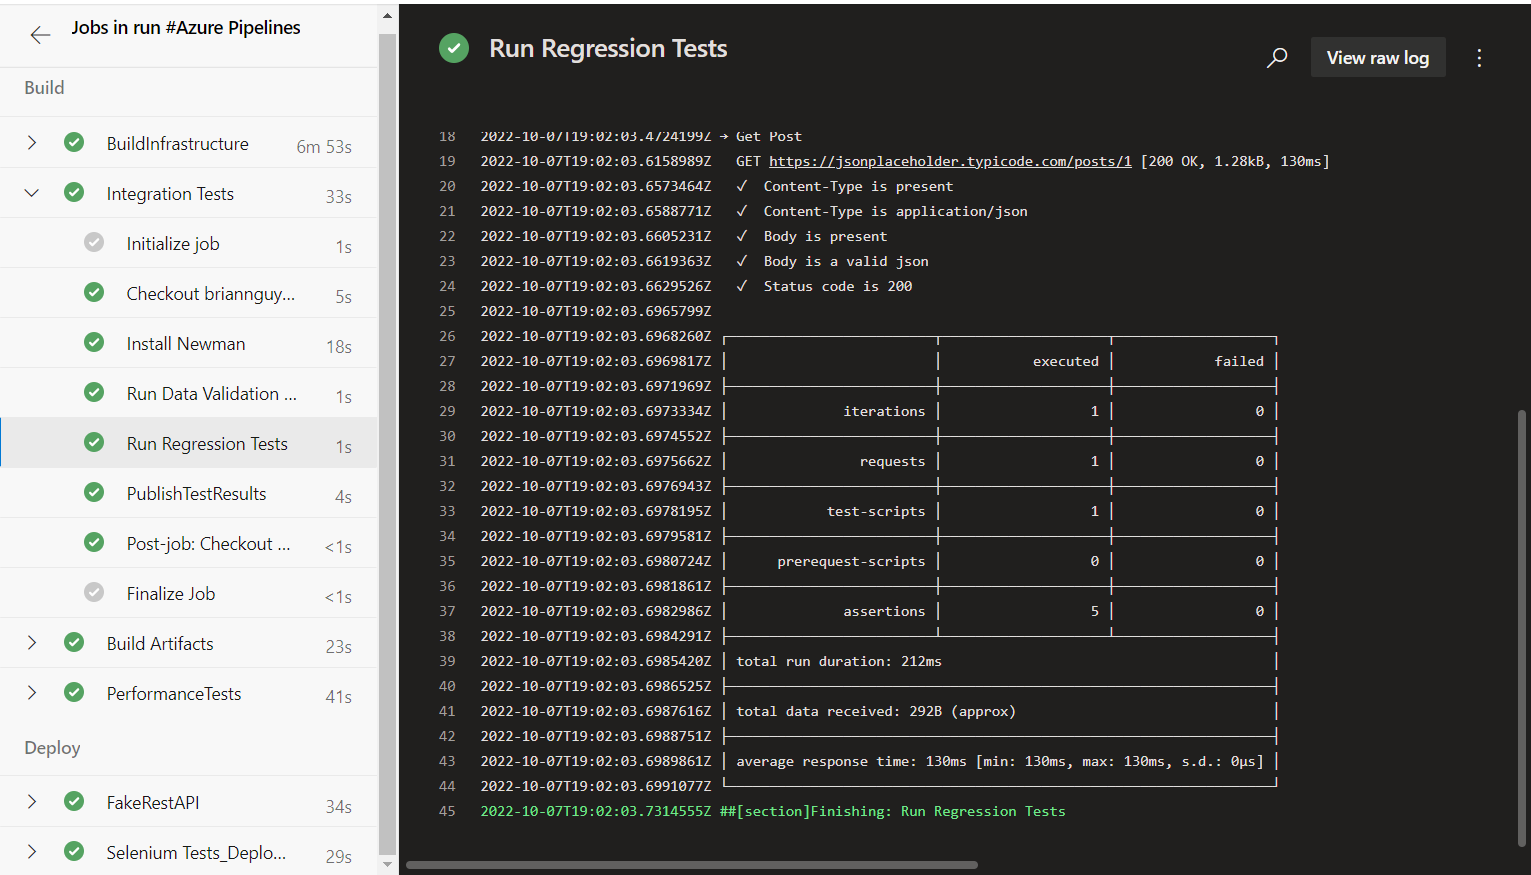 Jobs in run #Azure Pipelines
Build
BuildInfrastructure 6m 53s
Integration Tests 33s
Initialize job 1s
Checkout briannguy... 5s
Install Newman 18s
Run Data Validation ... 1s
Run Regression Tests 1s
PublishTestResults 4s
Post-job: Checkout ... <1s
Finalize Job <1s
Build Artifacts 23s
PerformanceTests 41s
Deploy
FakeRestAPI 34s
Selenium Tests_Deplo... 29s
Run Regression Tests
View raw log
18 2022-10-07T19:02:03.4724199Z → Get Post
19 2022-10-07T19:02:03.6158989Z GET https://jsonplaceholder.typicode.com/posts/1 [200 OK, 1.28kB, 130ms]
20 2022-10-07T19:02:03.6573464Z ✓ Content-Type is present
21 2022-10-07T19:02:03.6588771Z ✓ Content-Type is application/json
22 2022-10-07T19:02:03.6605231Z ✓ Body is present
23 2022-10-07T19:02:03.6619363Z ✓ Body is a valid json
24 2022-10-07T19:02:03.6629526Z ✓ Status code is 200
25 2022-10-07T19:02:03.6965799Z
26 2022-10-07T19:02:03.6968260Z
27 2022-10-07T19:02:03.6969817Z executed failed
28 2022-10-07T19:02:03.6971969Z
29 2022-10-07T19:02:03.6973334Z iterations 1 0
30 2022-10-07T19:02:03.6974552Z
31 2022-10-07T19:02:03.6975662Z requests 1 0
32 2022-10-07T19:02:03.6976943Z
33 2022-10-07T19:02:03.6978195Z test-scripts 1 0
34 2022-10-07T19:02:03.6979581Z
35 2022-10-07T19:02:03.6980724Z prerequest-scripts 0 0
36 2022-10-07T19:02:03.6981861Z
37 2022-10-07T19:02:03.6982986Z assertions 5 0
38 2022-10-07T19:02:03.6984291Z
39 2022-10-07T19:02:03.6985420Z total run duration: 212ms
40 2022-10-07T19:02:03.6986525Z
41 2022-10-07T19:02:03.6987616Z total data received: 292B (approx)
42 2022-10-07T19:02:03.6988751Z
43 2022-10-07T19:02:03.6989861Z average response time: 130ms [min: 130ms, max: 130ms, s.d.: 0µs]
44 2022-10-07T19:02:03.6991077Z
45 2022-10-07T19:02:03.7314555Z ##[section]Finishing: Run Regression Tests